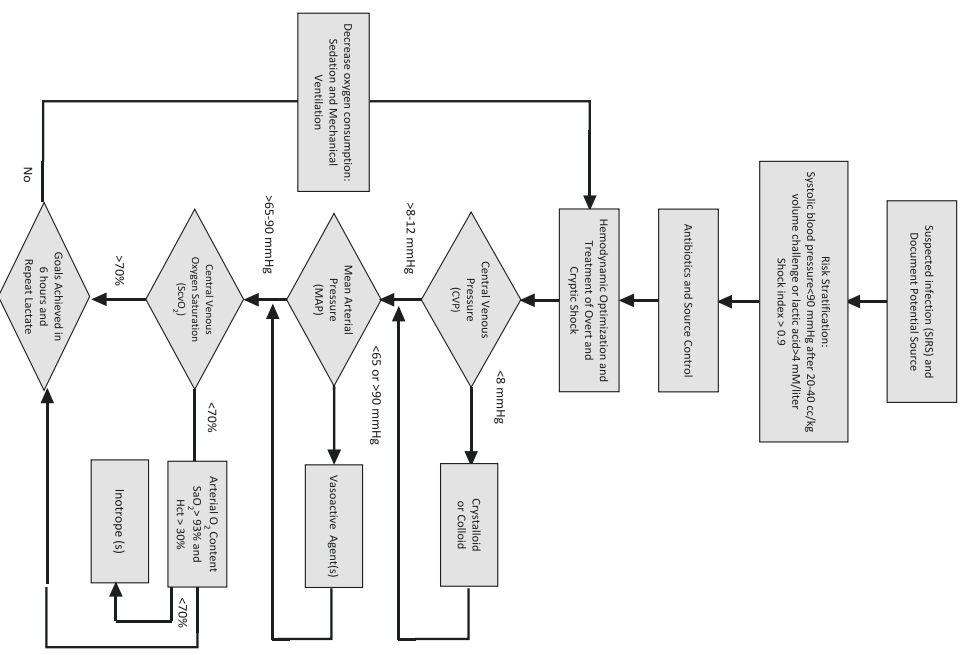 Suspected infection (SIRS) and
Document Potential Source
Risk Stratification:
Systolic blood pressure<90 mmHg after 20-40 cc/kg
volume challenge or lactic acid>4 mM/liter
Shock index > 0.9
Antibiotics and Source Control
Hemodynamic Optimization and
Treatment of Overt and
Cryptic Shock
Decrease oxygen consumption:
Sedation and Mechanical
Ventilation
Central Venous
Pressure
(CVP)
<8 mmHg
Crystalloid
or Colloid
>8-12 mmHg
Mean Arterial
Pressure
(MAP)
<65 or >90 mmHg
Vasoactive Agent(s)
>65-90 mmHg
Central Venous
Oxygen Saturation
(ScvO2)
<70%
Arterial O2 Content
SaO2> 93% and
Hct > 30%
<70%
Inotrope (s)
>70%
Goals Achieved in
6 hours and
Repeat Lactate
No